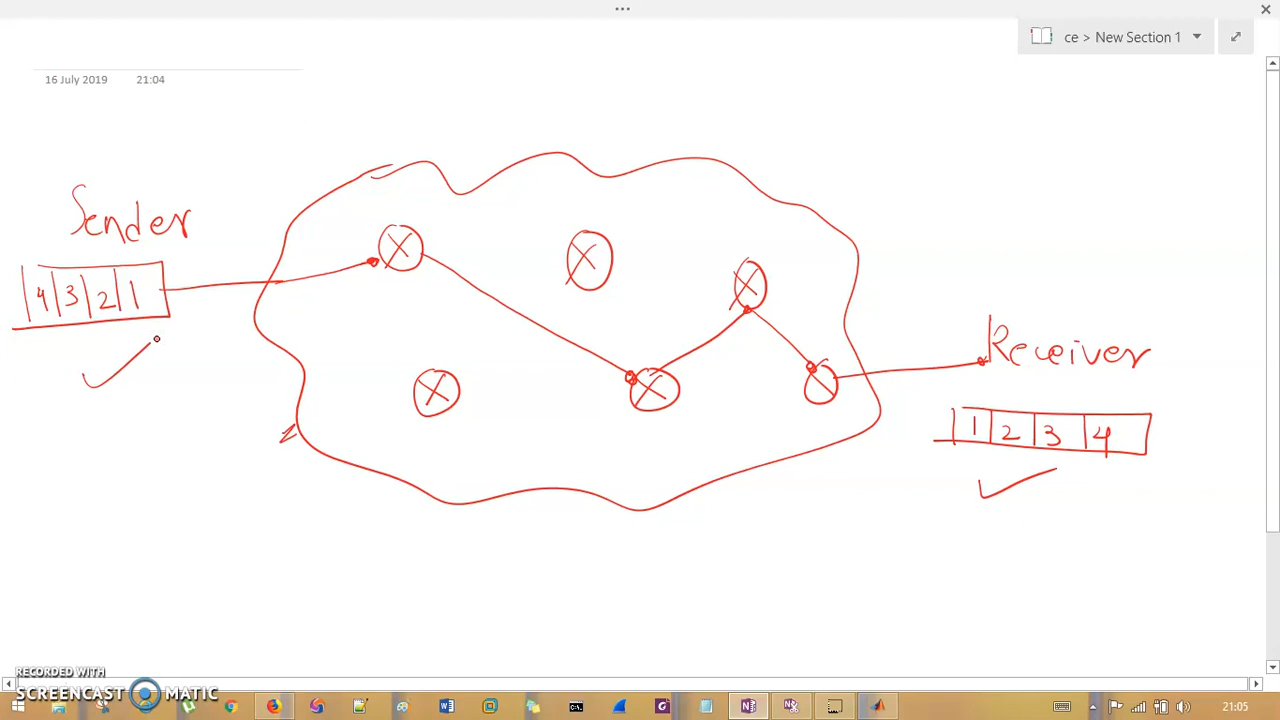 ce > New Section 1
16 July 2019 21:04
Sender
4 3 2 1
Receiver
1 2 3 4
RECORDED WITH
SCREENCAST MATIC
21:05